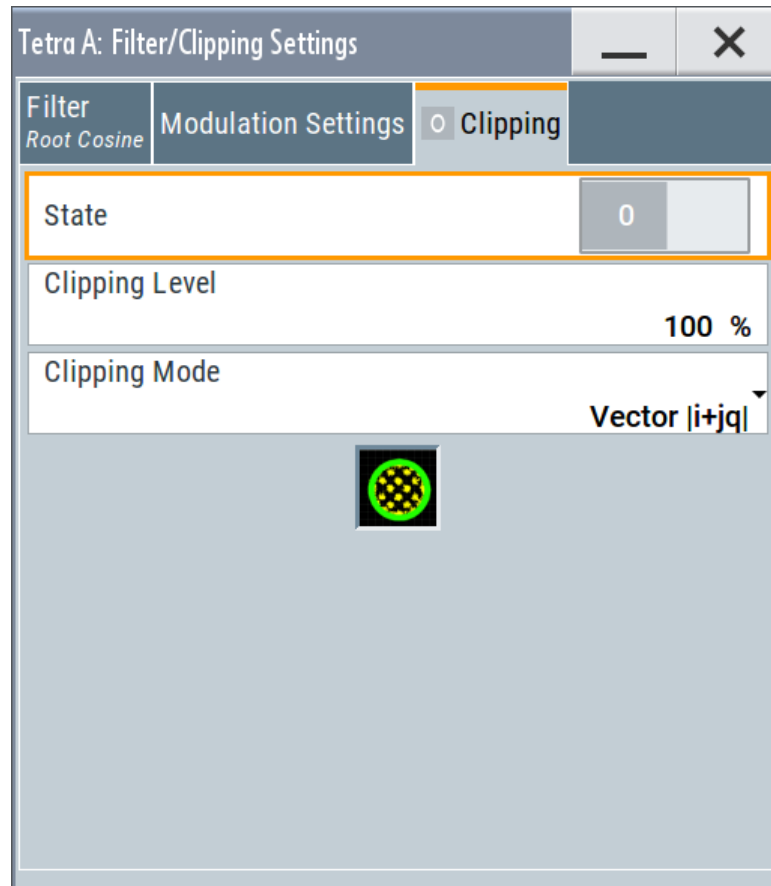 Tetra A: Filter/Clipping Settings
Filter
Root Cosine
Modulation Settings
0 Clipping
State
0
Clipping Level
100 %
Clipping Mode
Vector |i+jq|